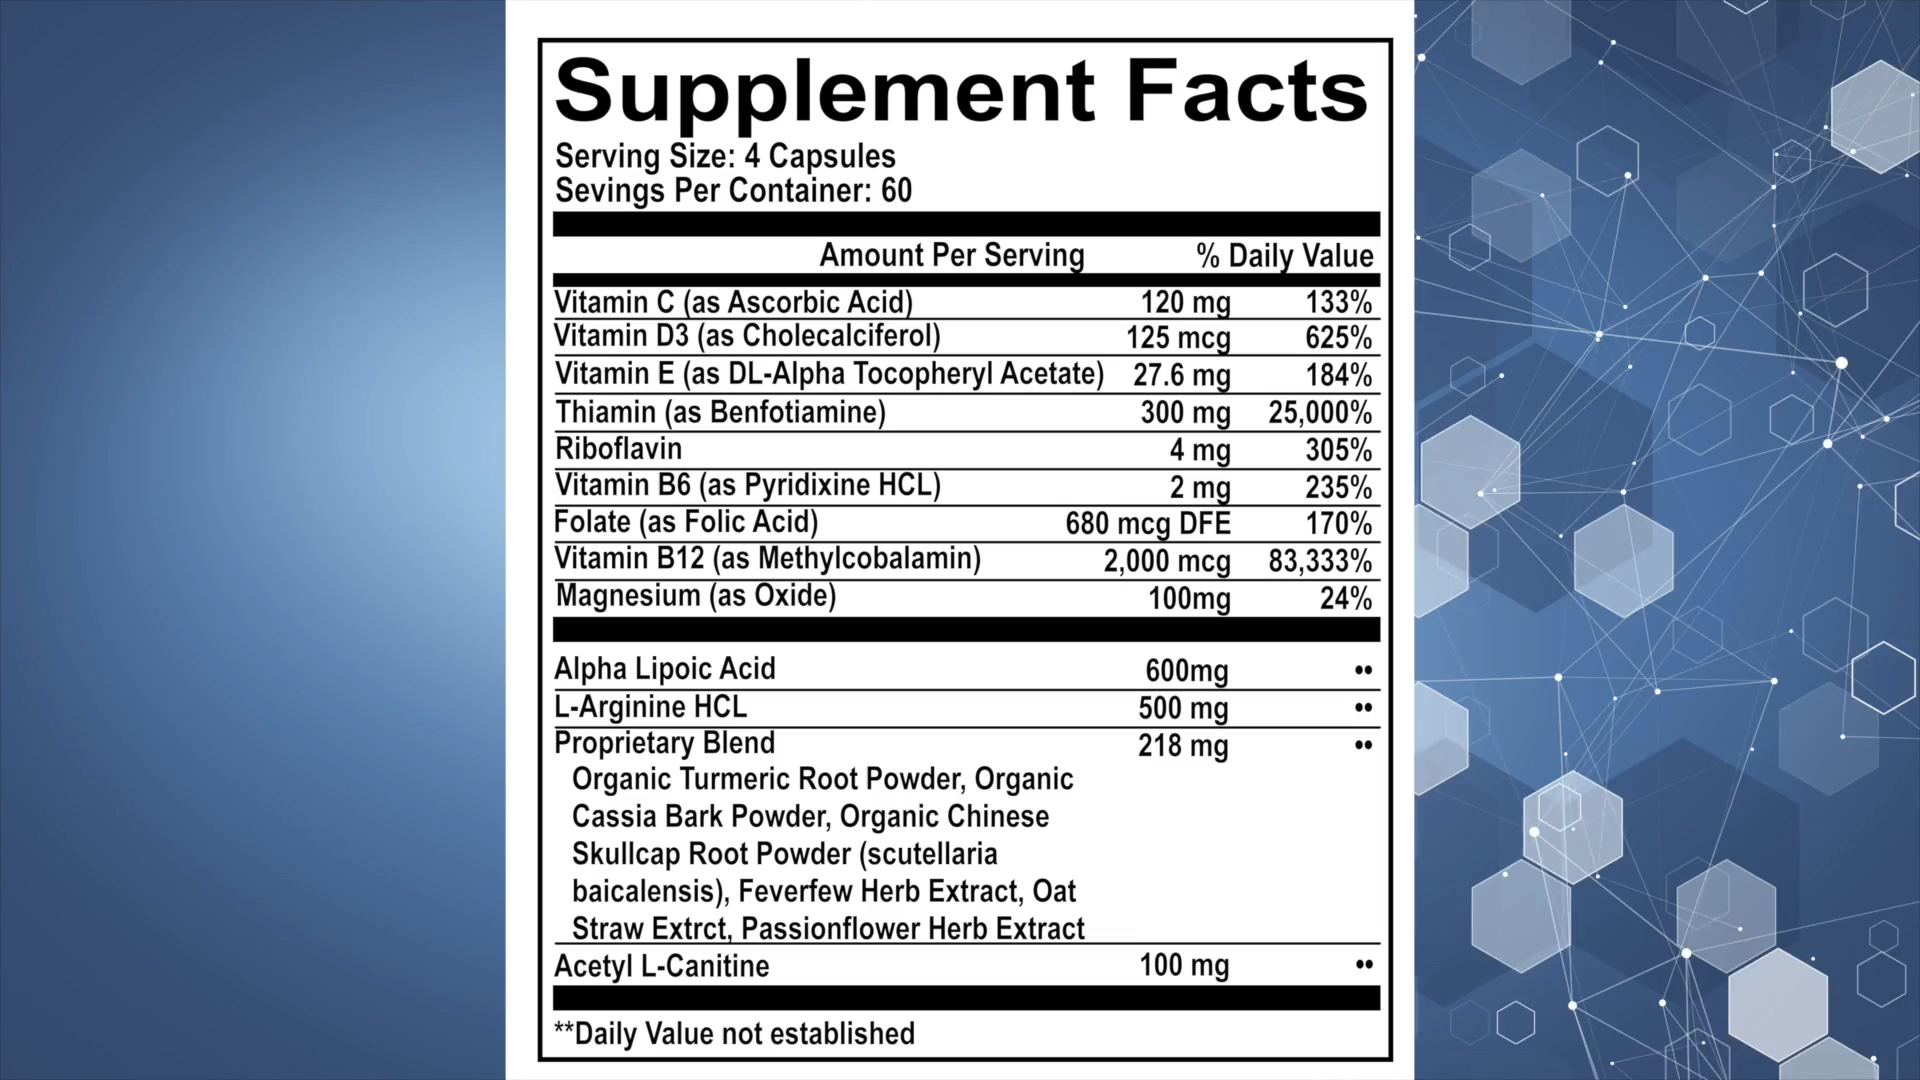 Supplement Facts
Serving Size: 4 Capsules
Sevings Per Container: 60
Amount Per Serving % Daily Value
Vitamin C (as Ascorbic Acid) 120 mg 133%
Vitamin D3 (as Cholecalciferol) 125 mcg 625%
Vitamin E (as DL-Alpha Tocopheryl Acetate) 27.6 mg 184%
Thiamin (as Benfotiamine) 300 mg 25,000%
Riboflavin 4 mg 305%
Vitamin B6 (as Pyridixine HCL) 2 mg 235%
Folate (as Folic Acid) 680 mcg DFE 170%
Vitamin B12 (as Methylcobalamin) 2,000 mcg 83,333%
Magnesium (as Oxide) 100mg 24%
Alpha Lipoic Acid 600mg ••
L-Arginine HCL 500 mg ••
Proprietary Blend 218 mg ••
Organic Turmeric Root Powder, Organic
Cassia Bark Powder, Organic Chinese
Skullcap Root Powder (scutellaria
baicalensis), Feverfew Herb Extract, Oat
Straw Extrct, Passionflower Herb Extract
Acetyl L-Canitine 100 mg ••
**Daily Value not established